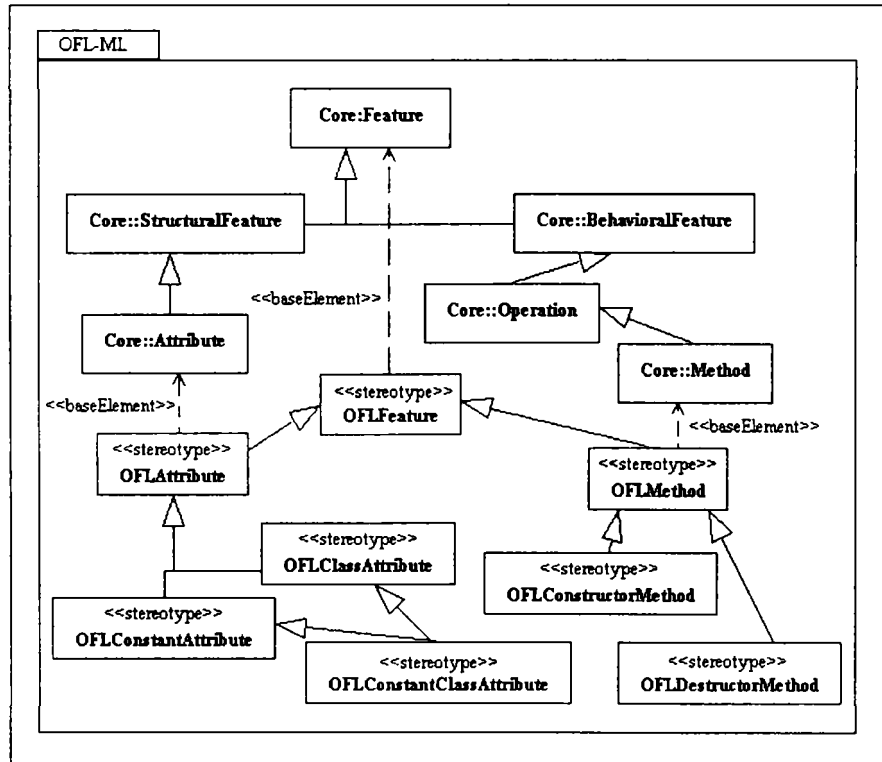 OFL-ML
Core:Feature
Core::StructuralFeature
Core::BehavioralFeature
<<baseElement>>
Core::Operation
Core::Attribute
Core::Method
<<baseElement>>
<<stereotype>>
OFLFeature
<<baseElement>>
<<stereotype>>
OFLAttribute
<<stereotype>>
OFLMethod
<<stereotype>>
OFLClassAttribute
<<stereotype>>
OFLConstructorMethod
<<stereotype>>
OFLConstantAttribute
<<stereotype>>
OFLConstantClassAttribute
<<stereotype>>
OFLDestructorMethod